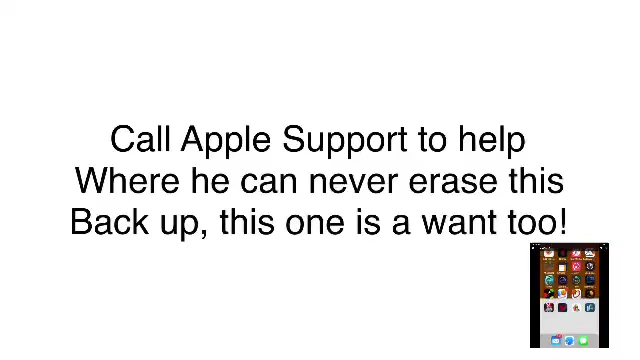 Call Apple Support to help
Where he can never erase this
Back up, this one is a want too!